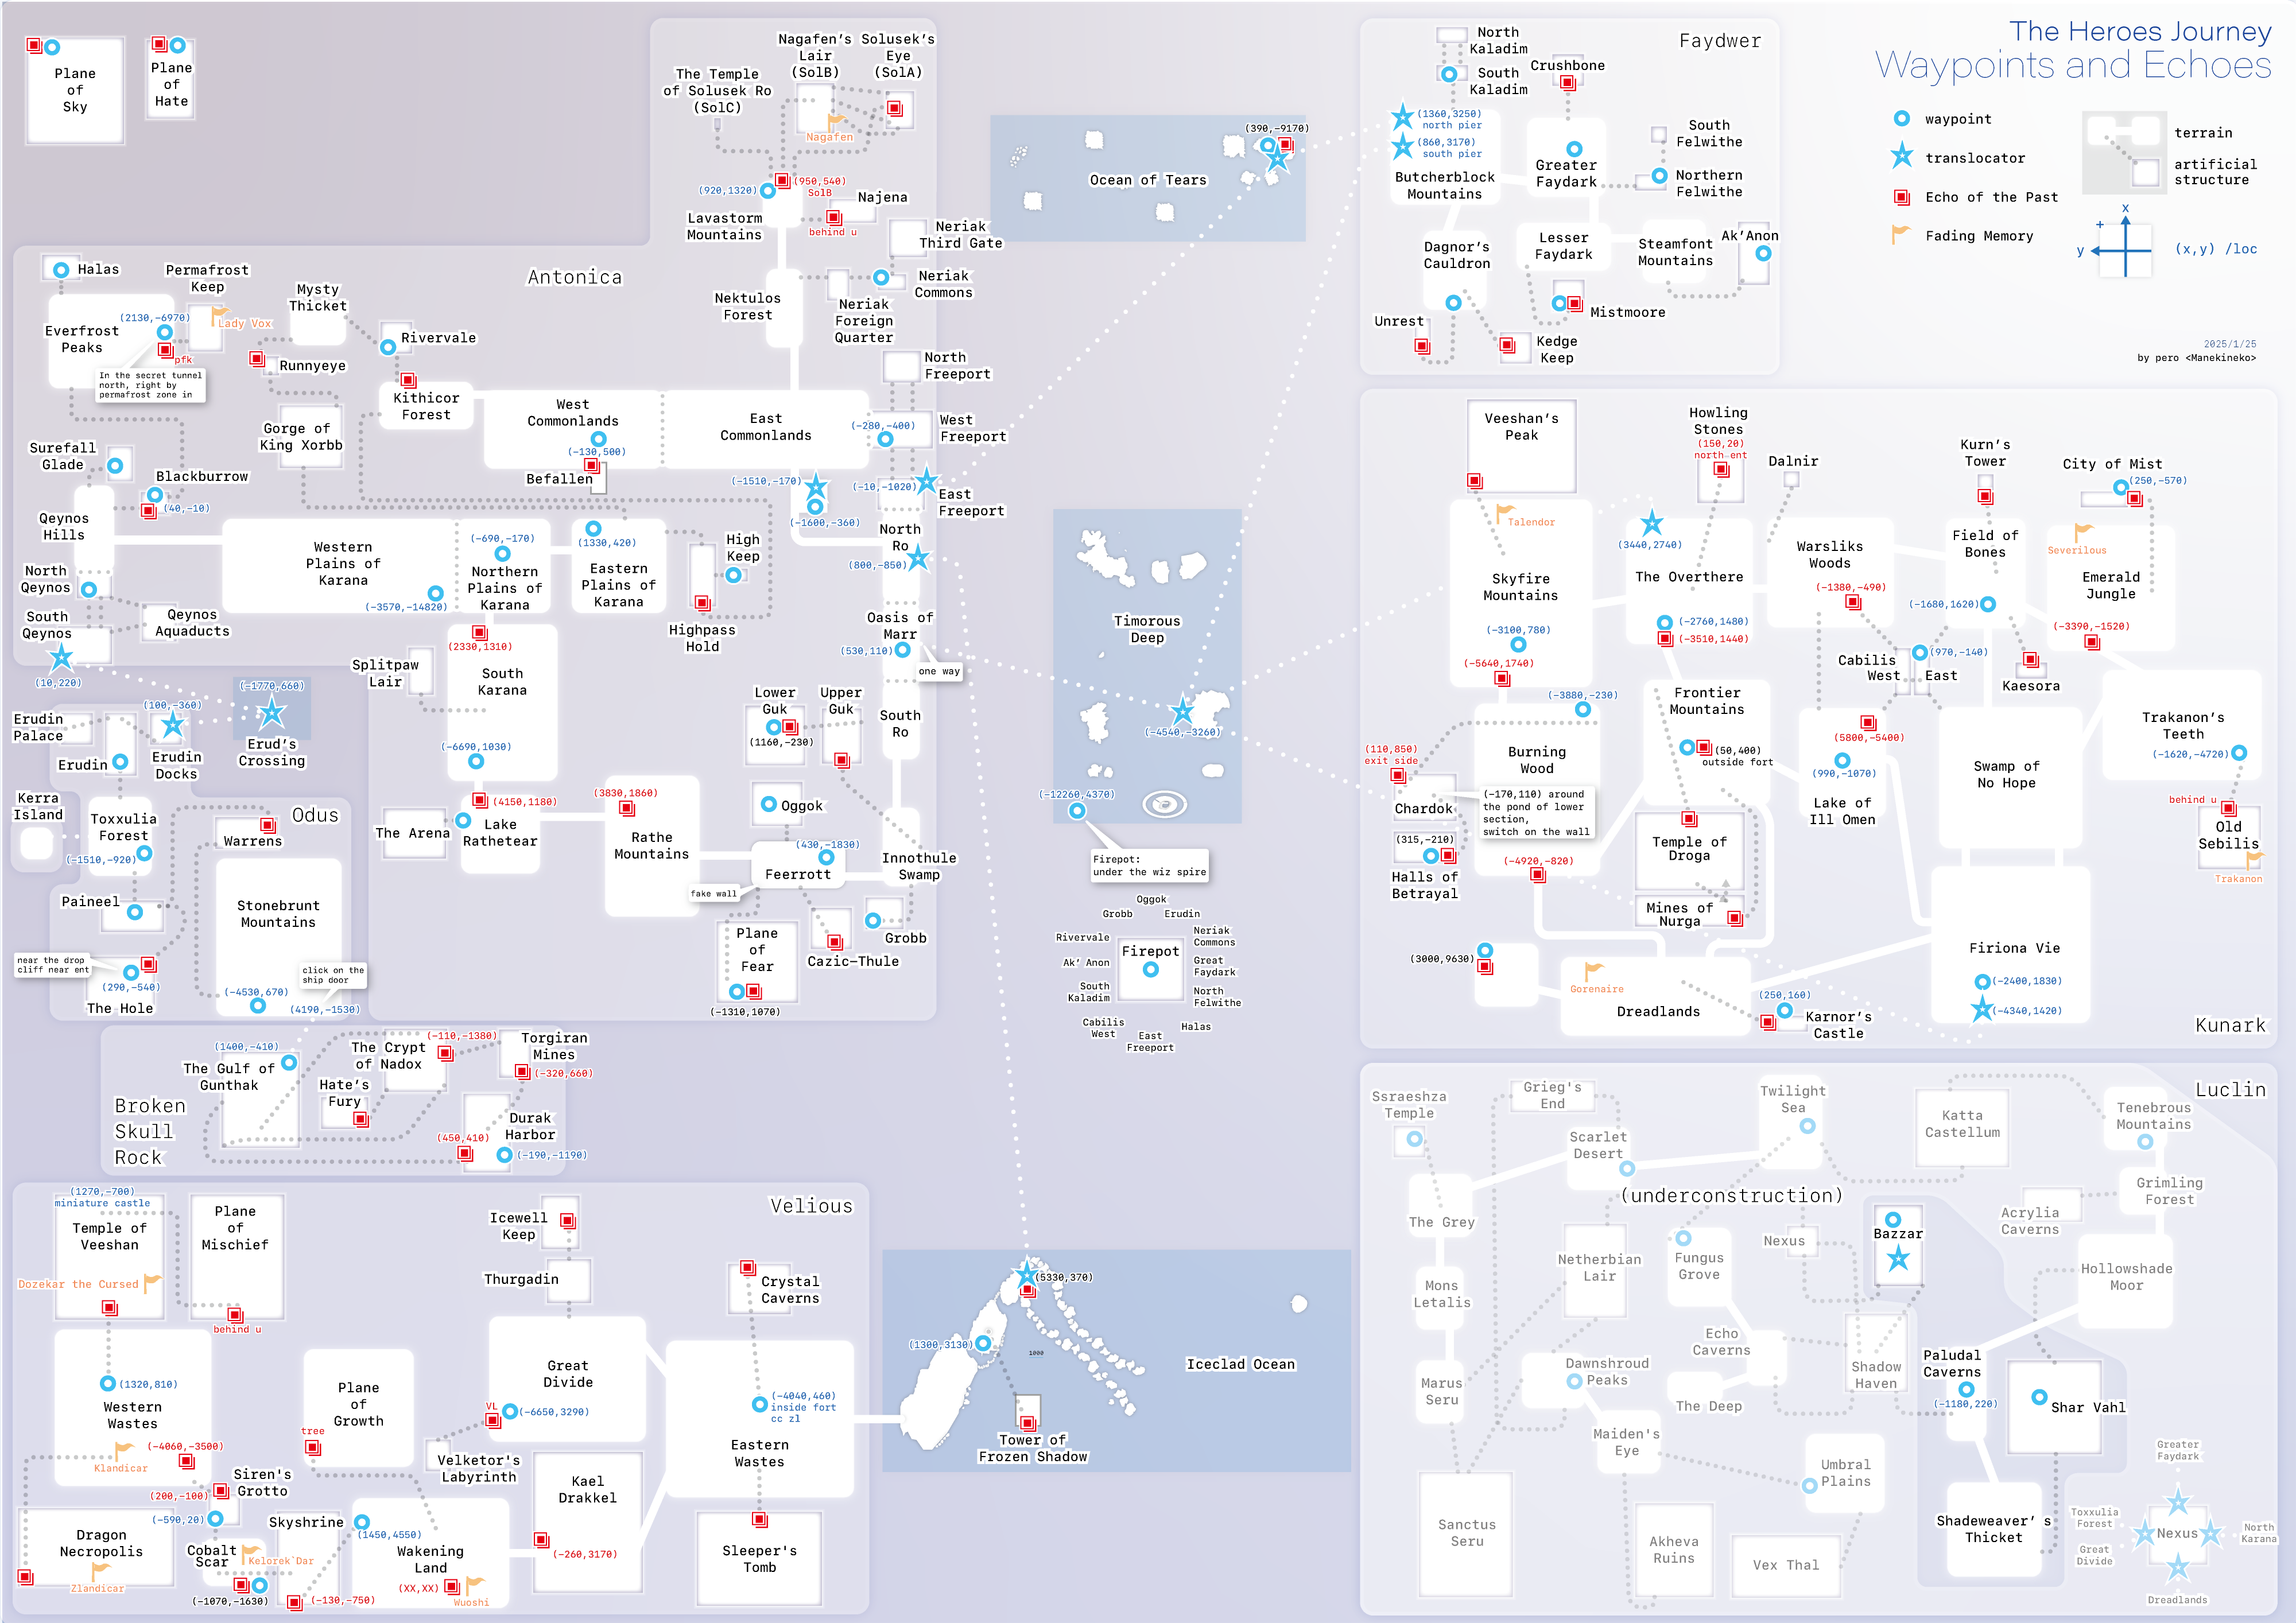 The Heroes Journey
Waypoints and Echoes
waypoint
translocator
Echo of the Past
Fading Memory
terrain
artificial
structure
x
+
y
(x,y) /loc
2025/1/25
by pero <Manekineko>
Plane
of
Sky
Plane
of
Hate
Antonica
Nagafen's
Lair
(SolB)
Solusek's
Eye
(SolA)
The Temple
of Solusek Ro
(SolC)
Nagafen
(920,1320)
(950,540)
SolB
Lavastorm
Mountains
Najena
behind u
Neriak
Third Gate
Neriak
Commons
Neriak
Foreign
Quarter
Nektulos
Forest
Halas
Permafrost
Keep
Lady Vox
(2130,-6970)
Everfrost
Peaks
pfk
In the secret tunnel
north, right by
permafrost zone in
Mysty
Thicket
Rivervale
Runnyeye
Kithicor
Forest
Gorge of
King Xorbb
West
Commonlands
(-130,500)
Befallen
East
Commonlands
North
Freeport
West
Freeport
(-280,-400)
(-1510,-170)
(-1600,-360)
(-10,-1020)
East
Freeport
North
Ro
(800,-850)
Oasis of
Marr
(530,110)
one way
South
Ro
Surefall
Glade
Blackburrow
(40,-10)
Qeynos
Hills
North
Qeynos
South
Qeynos
(10,220)
Qeynos
Aquaducts
Western
Plains of
Karana
(-3570,-14820)
(-690,-170)
Northern
Plains of
Karana
(1330,420)
Eastern
Plains of
Karana
High
Keep
Highpass
Hold
(2330,1310)
South
Karana
Splitpaw
Lair
(-6690,1030)
(4150,1180)
The Arena
Lake
Rathetear
(3830,1860)
Rathe
Mountains
Lower
Guk
(1160,-230)
Upper
Guk
Oggok
(430,-1830)
Feerrott
fake wall
Innothule
Swamp
Plane
of
Fear
(-1310,1070)
Cazic-Thule
Grobb
(-1770,660)
Erud's
Crossing
Odus
Erudin
Palace
(100,-360)
Erudin
Erudin
Docks
Kerra
Island
Toxxulia
Forest
(-1510,-920)
Warrens
Stonebrunt
Mountains
Paineel
near the drop
cliff near ent
(290,-540)
The Hole
(-4530,670)
click on the
ship door
(4190,-1530)
Broken
Skull
Rock
(1400,-410)
The Gulf of
Gunthak
The Crypt
of Nadox
(-110,-1380)
Torgiran
Mines
(-320,660)
Hate's
Fury
(450,410)
Durak
Harbor
(-190,-1190)
Velious
(1270,-700)
miniature castle
Temple of
Veeshan
Dozekar the Cursed
Plane
of
Mischief
behind u
(1320,810)
Western
Wastes
Klandicar
(-4060,-3500)
Siren's
Grotto
(200,-100)
(-590,20)
Dragon
Necropolis
Zlandicar
Cobalt
Scar
Kelorek`Dar
(-1070,-1630)
Skyshrine
(-130,-750)
Plane
of
Growth
tree
(1450,4550)
Wakening
Land
(XX,XX)
Wuoshi
Icewell
Keep
Thurgadin
Great
Divide
VL
(-6650,3290)
Velketor's
Labyrinth
Kael
Drakkel
(-260,3170)
Crystal
Caverns
(-4040,460)
inside fort
cc zl
Eastern
Wastes
Sleeper's
Tomb
(5330,370)
(1300,3130)
1000
Iceclad Ocean
Tower of
Frozen Shadow
Ocean of Tears
(390,-9170)
Timorous
Deep
(-4540,-3260)
(-12260,4370)
Firepot:
under the wiz spire
Oggok
Grobb
Erudin
Rivervale
Neriak
Commons
Firepot
Ak' Anon
Great
Faydark
South
Kaladim
North
Felwithe
Cabilis
West
Halas
East
Freeport
Faydwer
North
Kaladim
South
Kaladim
Crushbone
(1360,3250)
north pier
(860,3170)
south pier
Butcherblock
Mountains
Greater
Faydark
South
Felwithe
Northern
Felwithe
Dagnor's
Cauldron
Lesser
Faydark
Steamfont
Mountains
Ak'Anon
Mistmoore
Unrest
Kedge
Keep
Kunark
Veeshan's
Peak
Howling
Stones
(150,20)
north ent
Dalnir
Kurn's
Tower
City of Mist
(250,-570)
Talendor
Skyfire
Mountains
(-3100,780)
(-5640,1740)
(3440,2740)
The Overthere
(-2760,1480)
(-3510,1440)
Warsliks
Woods
(-1380,-490)
Field of
Bones
(-1680,1620)
Severilous
Emerald
Jungle
(-3390,-1520)
Cabilis
West
East
(970,-140)
Kaesora
(-3880,-230)
Burning
Wood
(110,850)
exit side
Chardok
(-170,110) around
the pond of lower
section,
switch on the wall
(315,-210)
Halls of
Betrayal
(-4920,-820)
Frontier
Mountains
(50,400)
outside fort
Temple of
Droga
Mines of
Nurga
(5800,-5400)
(990,-1070)
Lake of
Ill Omen
Swamp of
No Hope
Trakanon's
Teeth
(-1620,-4720)
behind u
Old
Sebilis
Trakanon
(3000,9630)
Gorenaire
Dreadlands
(250,160)
Karnor's
Castle
Firiona Vie
(-2400,1830)
(-4340,1420)
Luclin
(underconstruction)
Ssraeshza
Temple
Grieg's
End
Twilight
Sea
Katta
Castellum
Tenebrous
Mountains
Scarlet
Desert
Grimling
Forest
The Grey
Acrylia
Caverns
Netherbian
Lair
Fungus
Grove
Nexus
Bazzar
Hollowshade
Moor
Mons
Letalis
Echo
Caverns
Dawnshroud
Peaks
Marus
Seru
The Deep
Shadow
Haven
Paludal
Caverns
(-1180,220)
Shar Vahl
Maiden's
Eye
Umbral
Plains
Sanctus
Seru
Akheva
Ruins
Vex Thal
Shadeweaver' s
Thicket
Greater
Faydark
Toxxulia
Forest
Nexus
North
Karana
Great
Divide
Dreadlands